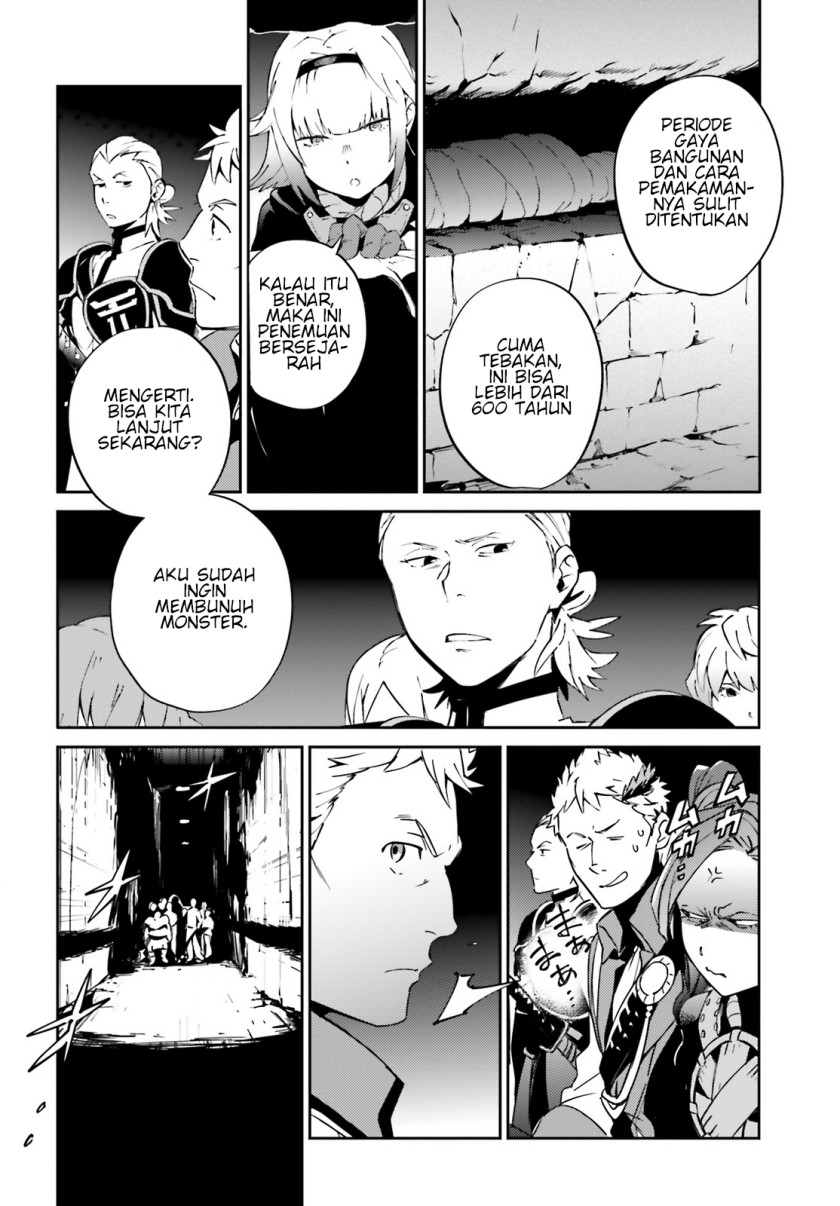 PERIODE
GAYA
BANGUNAN
DAN CARA
PEMAKAMAN-
NYA SULIT
DITENTUKAN
CUMA
TEBAKAN,
INI BISA
LEBIH DARI
600 TAHUN
KALAU ITU
BENAR,
MAKA INI
PENEMUAN
BERSEJA-
RAH
MENGERTI.
BISA KITA
LANJUT
SEKARANG?
AKU SUDAH
INGIN
MEMBUNUH
MONSTER.
ムカ
ムカ…
まぁ
まぁ…